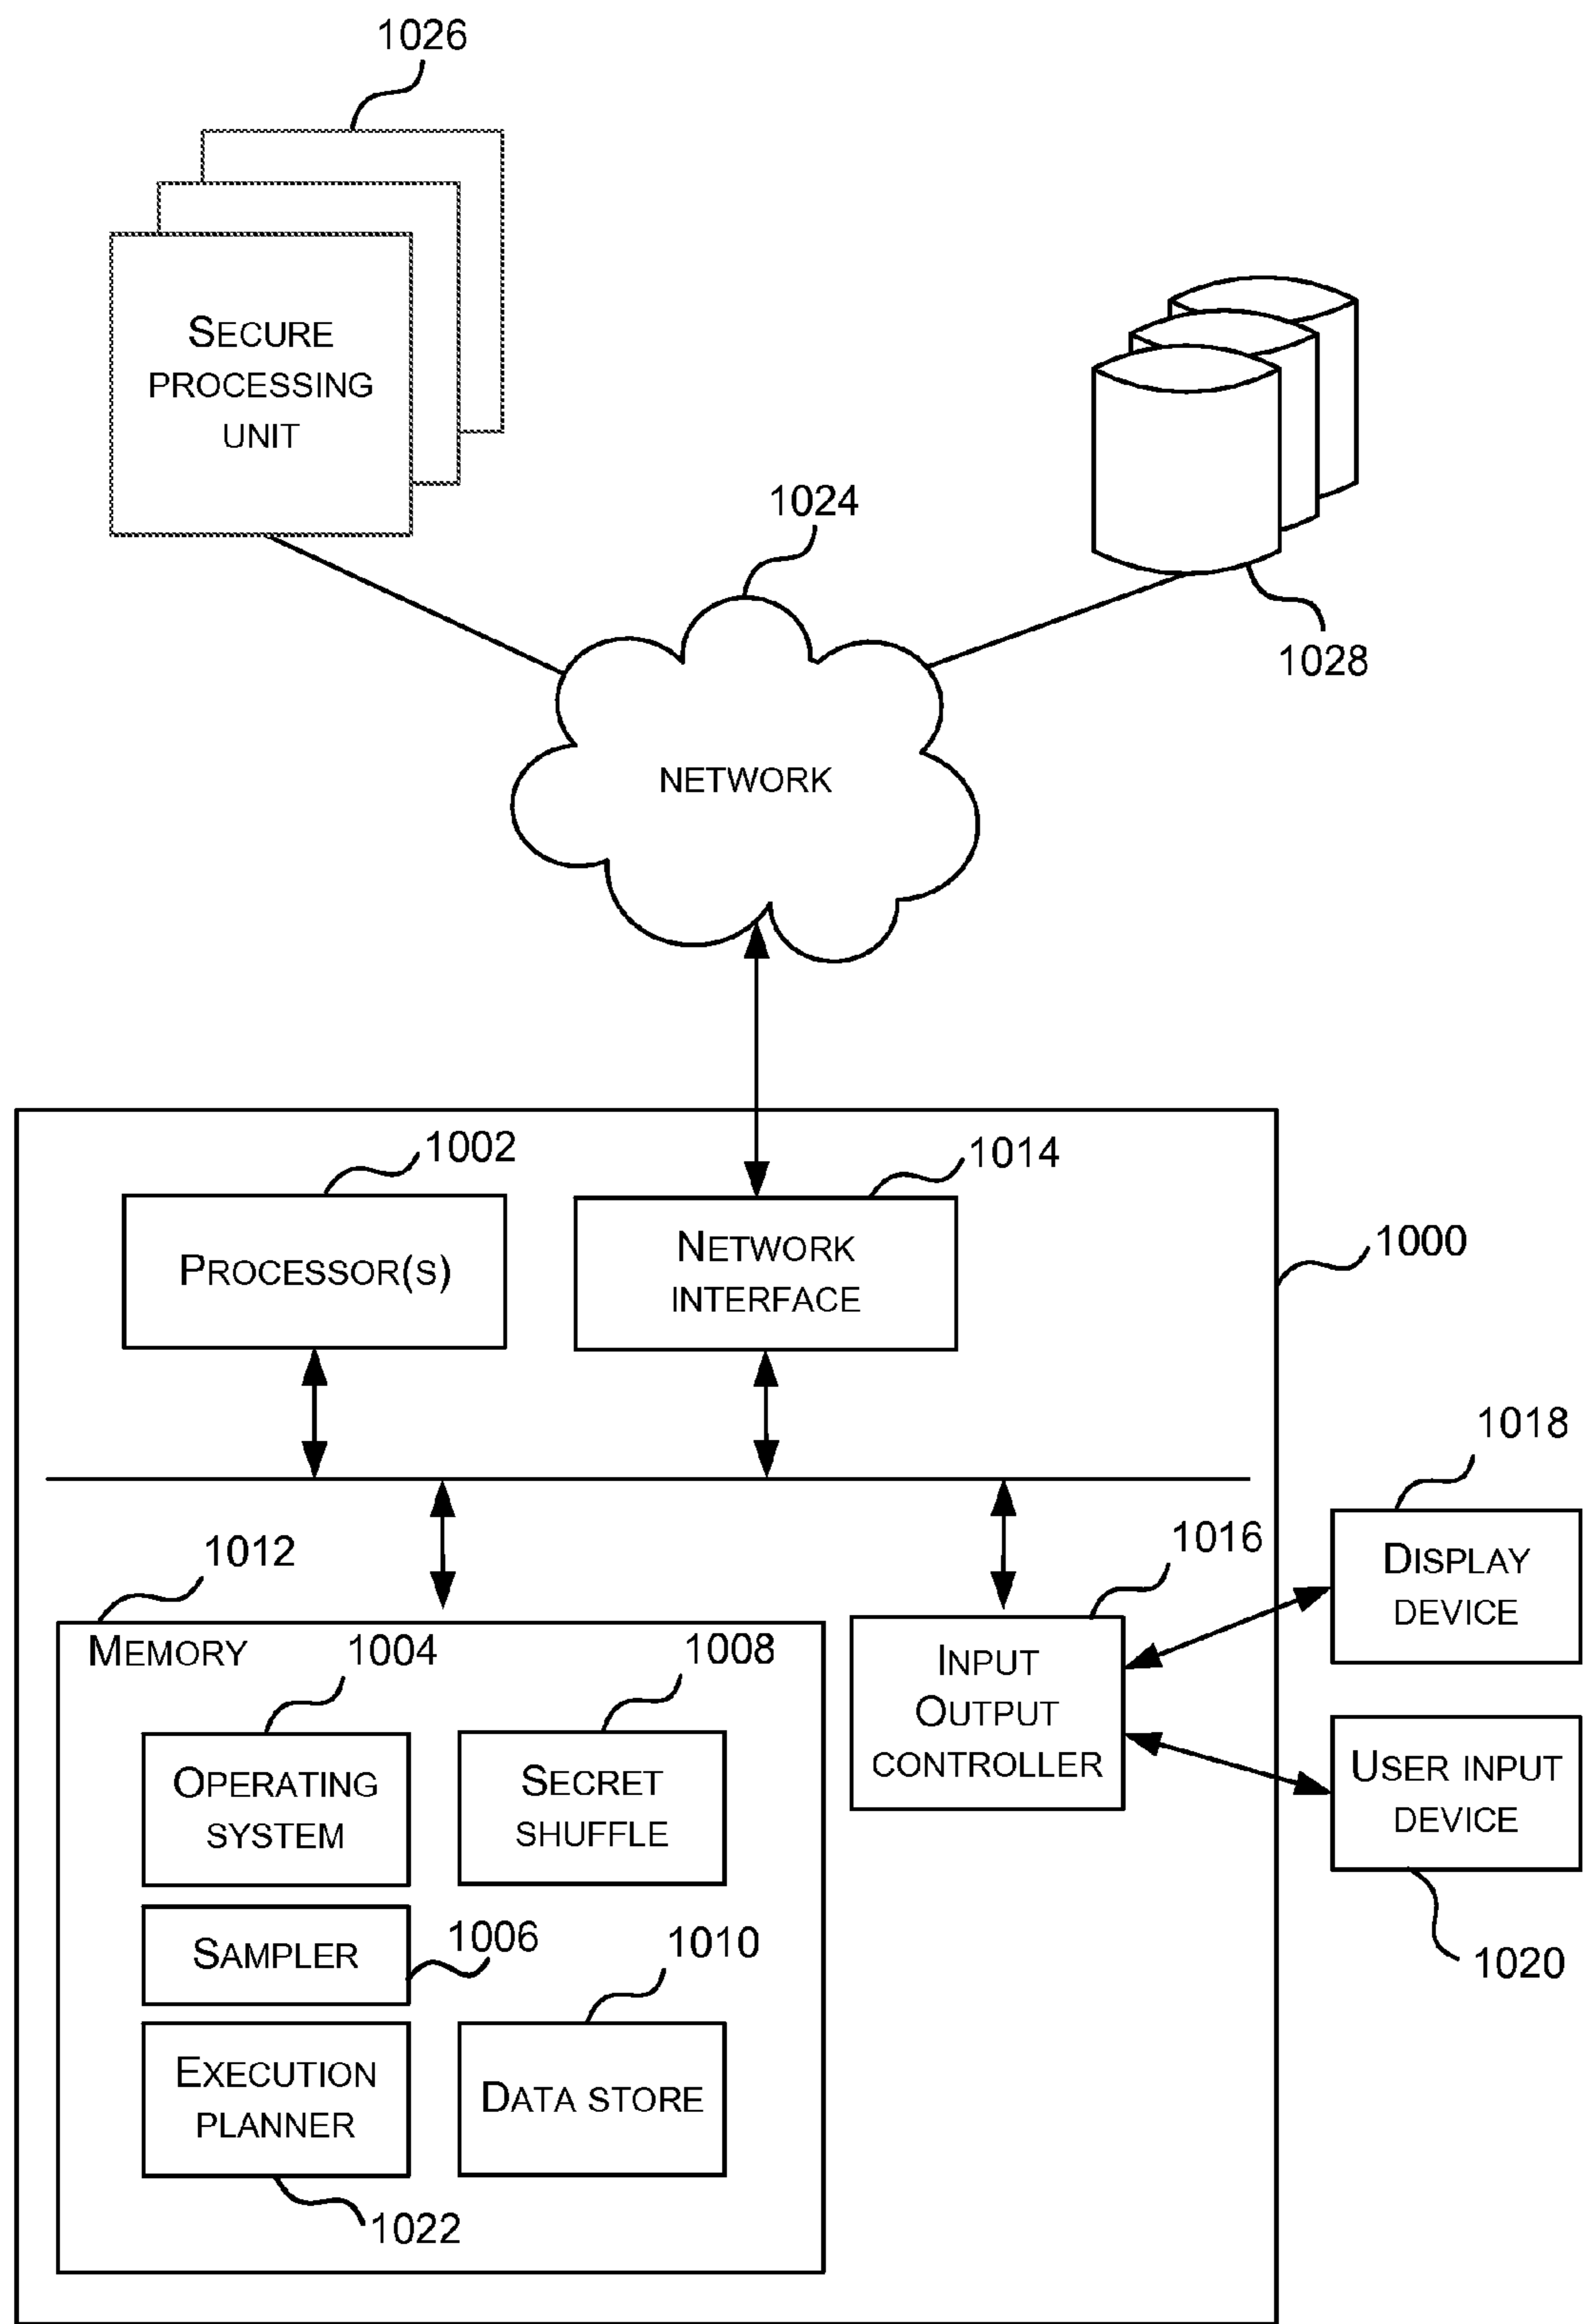 1026
SECURE
PROCESSING
UNIT
1024
1028
NETWORK
1002
1014
PROCESSOR(S)
NETWORK
INTERFACE
1000
1018
1012
1016
DISPLAY
DEVICE
MEMORY
1004
1008
INPUT
OUTPUT
CONTROLLER
OPERATING
SYSTEM
SECRET
SHUFFLE
USER INPUT
DEVICE
SAMPLER
1006
1010
1020
EXECUTION
PLANNER
DATA STORE
1022